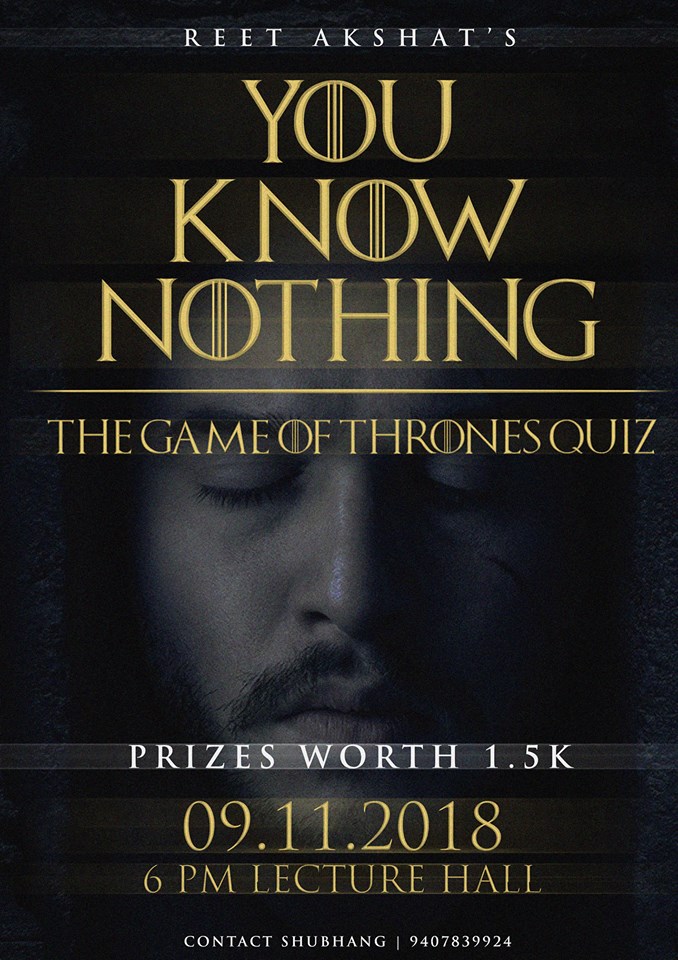 REET AKSHAT'S
YOU
KNOW
NOTHING
THE GAME OF THRONES QUIZ
PRIZES WORTH 1.5K
09.11.2018
6 PM LECTURE HALL
CONTACT SHUBHANG | 9407839924